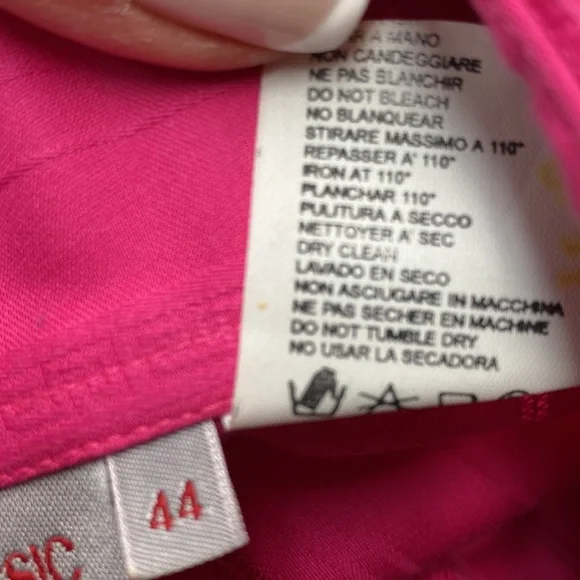 A MANO
NON CANDEGGIARE
NE PAS BLANCHIR
DO NOT BLEACH
NO BLANQUEAR
STIRARE MASSIMO A 110°
REPASSER A' 110°
IRON AT 110°
PLANCHAR 110°
PULITURA A SECCO
NETTOYER A' SEC
DRY CLEAN
LAVADO EN SECO
NON ASCIUGARE IN MACCHINA
NE PAS SECHER EN MACHINE
DO NOT TUMBLE DRY
NO USAR LA SECADORA
44
SIC